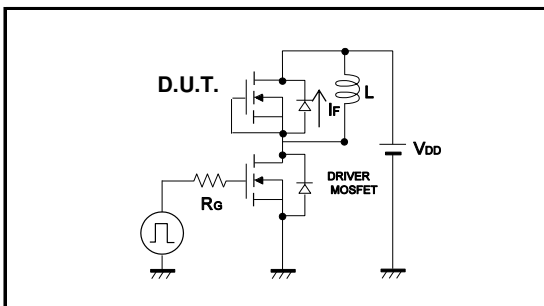 D.U.T.
IF
L
VDD
DRIVER
MOSFET
RG